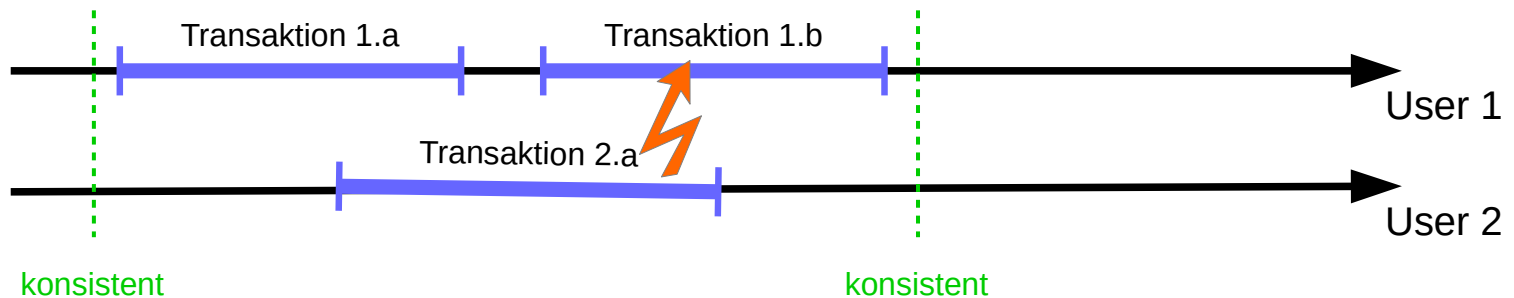 Transaktion 1.a
Transaktion 1.b
User 1
Transaktion 2.a
User 2
konsistent
konsistent